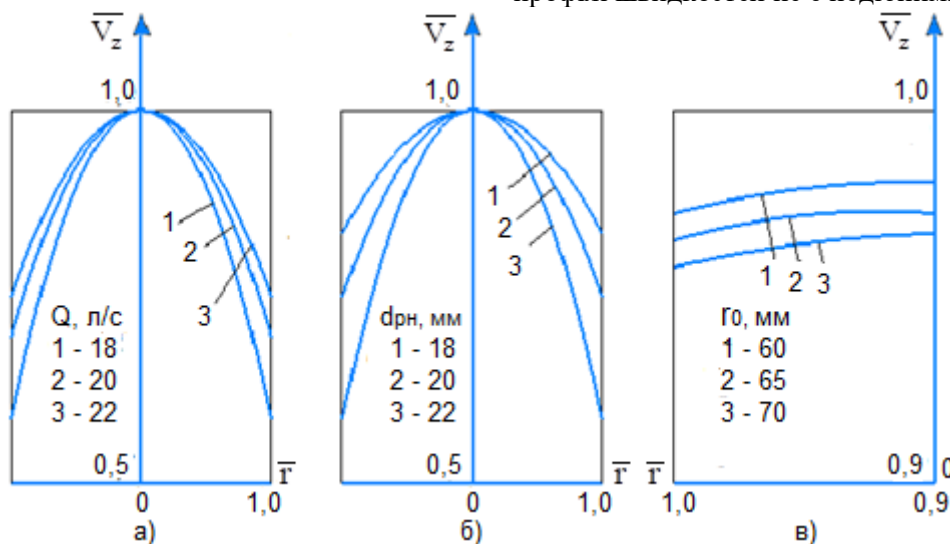 V̅z V̅z V̅z
1,0 1,0 1,0
1
2
3
Q, л/с
1 - 18
2 - 20
3 - 22
0,5 r̅
0 1,0
а)
1
2
3
dрн, мм
1 - 18
2 - 20
3 - 22
0,5 r̅
0 1,0
б)
1 2 3
r0, мм
1 - 60
2 - 65
3 - 70
r̅ 0,9
1,0 0,9
в)